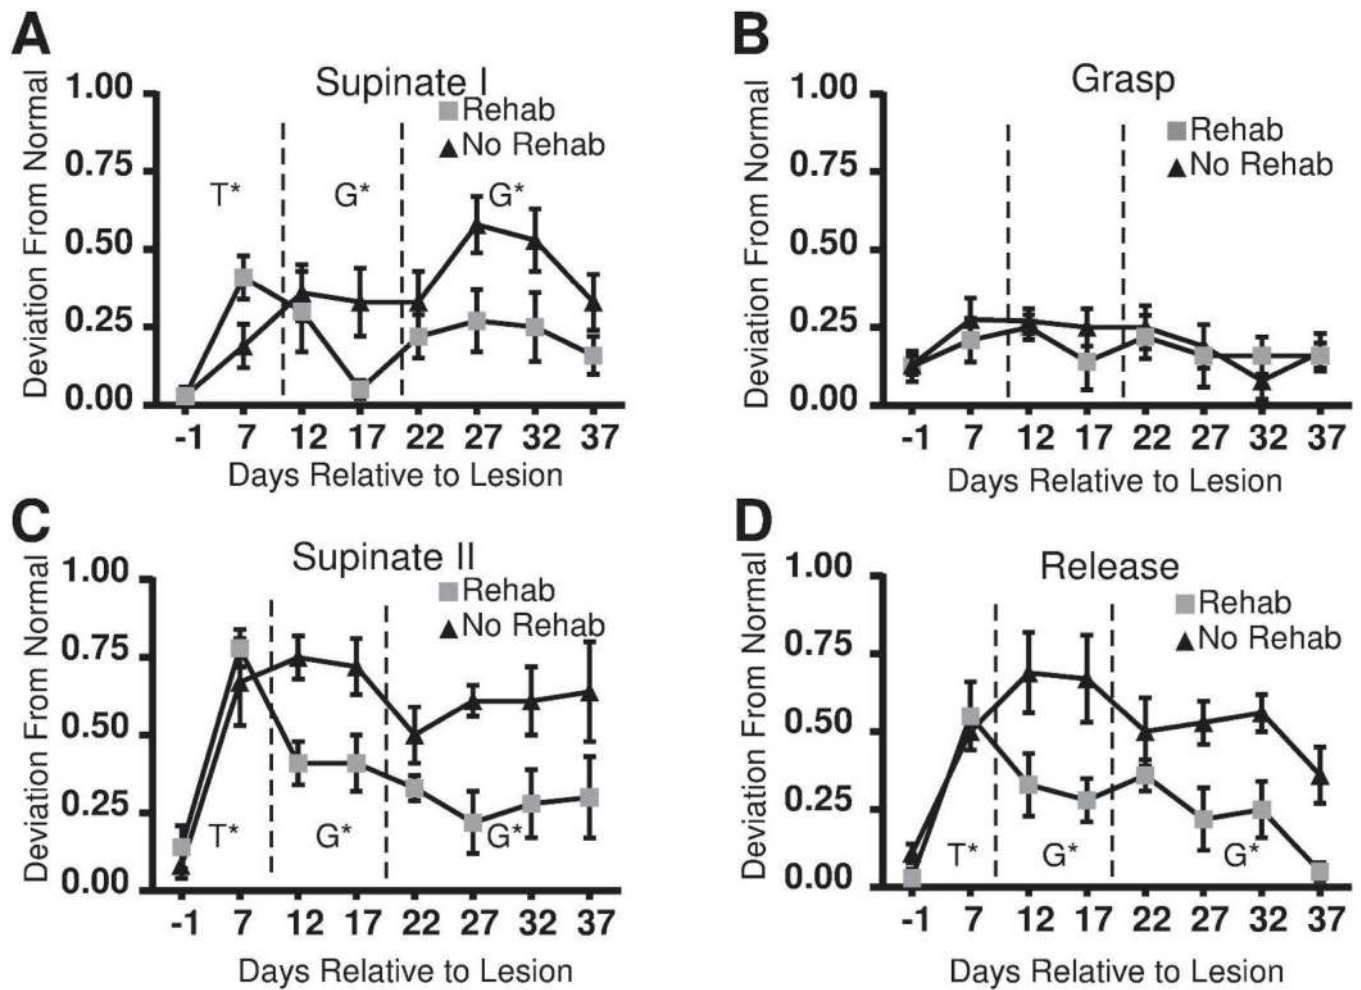 A
Supinate I
Rehab
No Rehab
Deviation From Normal
1.00
0.75
0.50
0.25
0.00
T*
G*
G*
-1 7 12 17 22 27 32 37
Days Relative to Lesion
B
Grasp
Rehab
No Rehab
Deviation From Normal
1.00
0.75
0.50
0.25
0.00
-1 7 12 17 22 27 32 37
Days Relative to Lesion
C
Supinate II
Rehab
No Rehab
Deviation From Normal
1.00
0.75
0.50
0.25
0.00
T*
G*
G*
-1 7 12 17 22 27 32 37
Days Relative to Lesion
D
Release
Rehab
No Rehab
Deviation From Normal
1.00
0.75
0.50
0.25
0.00
T*
G*
G*
-1 7 12 17 22 27 32 37
Days Relative to Lesion